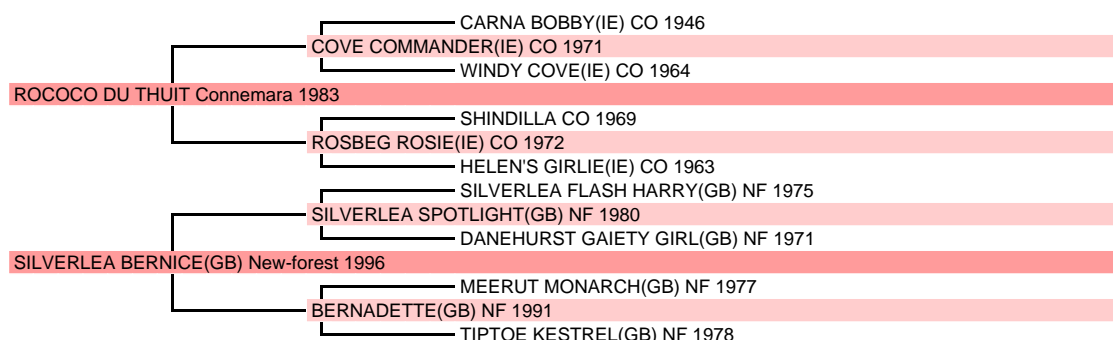 CARNA BOBBY(IE) CO 1946
COVE COMMANDER(IE) CO 1971
WINDY COVE(IE) CO 1964
ROCOCO DU THUIT Connemara 1983
SHINDILLA CO 1969
ROSBEG ROSIE(IE) CO 1972
HELEN'S GIRLIE(IE) CO 1963
SILVERLEA FLASH HARRY(GB) NF 1975
SILVERLEA SPOTLIGHT(GB) NF 1980
DANEHURST GAIETY GIRL(GB) NF 1971
SILVERLEA BERNICE(GB) New-forest 1996
MEERUT MONARCH(GB) NF 1977
BERNADETTE(GB) NF 1991
TIPTOE KESTREL(GB) NF 1978